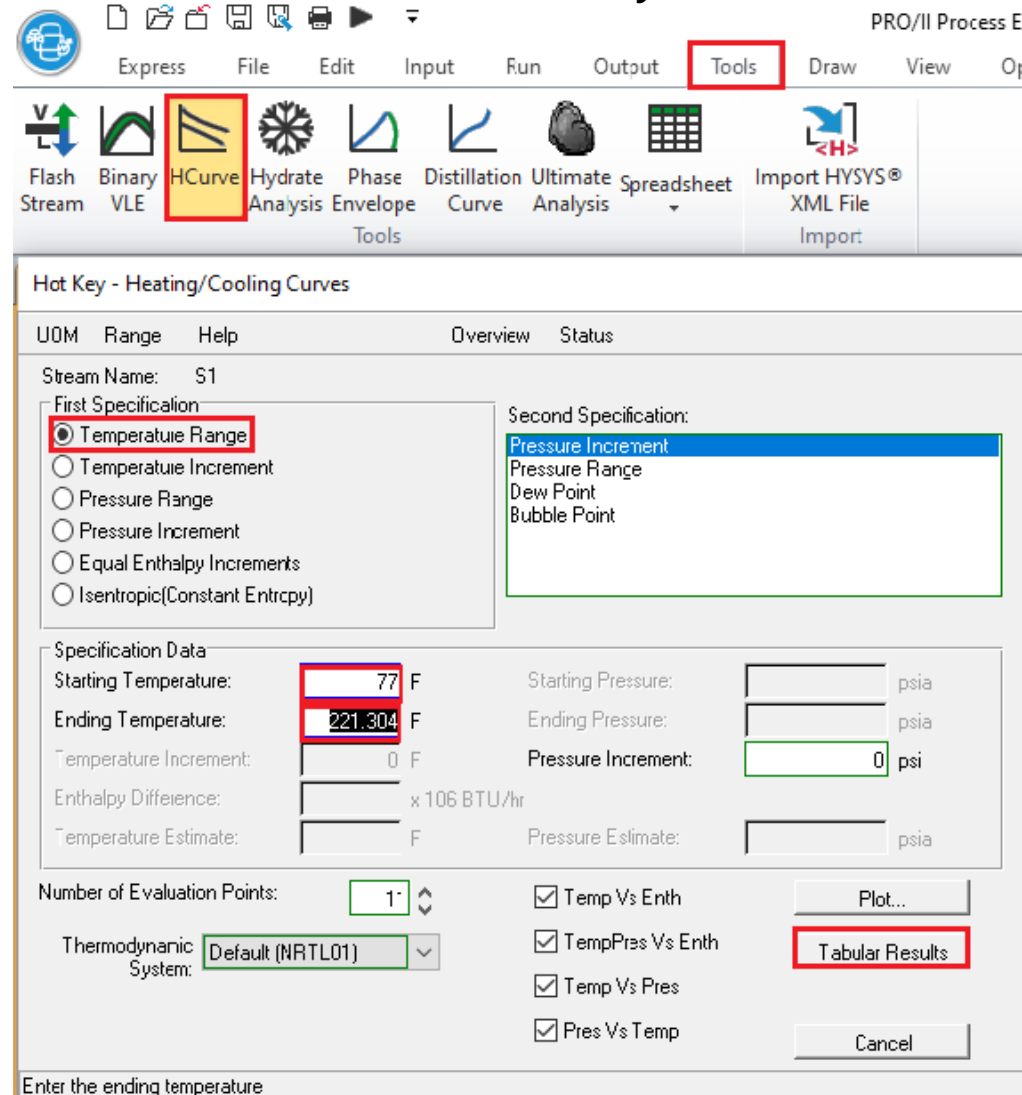 PRO/II Process E
Express File Edit Input Run Output Tools Draw View Op
Flash Stream
Binary VLE
HCurve
Hydrate Analysis
Phase Envelope
Distillation Curve
Ultimate Analysis
Spreadsheet
Import HYSYS® XML File
<H>
Tools
Import
Hot Key - Heating/Cooling Curves
UOM Range Help Overview Status
Stream Name: S1
First Specification
Temperature Range
Temperature Increment
Pressure Range
Pressure Increment
Equal Enthalpy Increments
Isentropic(Constant Entropy)
Second Specification:
Pressure Increment
Pressure Range
Dew Point
Bubble Point
Specification Data
Starting Temperature: 77 F Starting Pressure: psia
Ending Temperature: 221.304 F Ending Pressure: psia
Temperature Increment: 0 F Pressure Increment: 0 psi
Enthalpy Difference: x 106 BTU/hr
Temperature Estimate: F Pressure Estimate: psia
Number of Evaluation Points:
Thermodynamic System: Default (NRTL01)
Temp Vs Enth
TempPres Vs Enth
Temp Vs Pres
Pres Vs Temp
Plot...
Tabular Results
Cancel
Enter the ending temperature